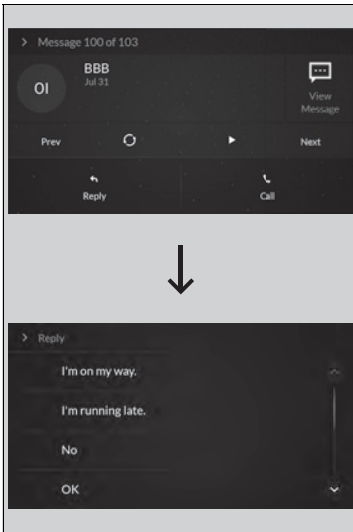 Message 100 of 103
BBB
Jul 31
OI
View
Message
Prev
Next
Reply
Call
Reply
I'm on my way.
I'm running late.
No
OK